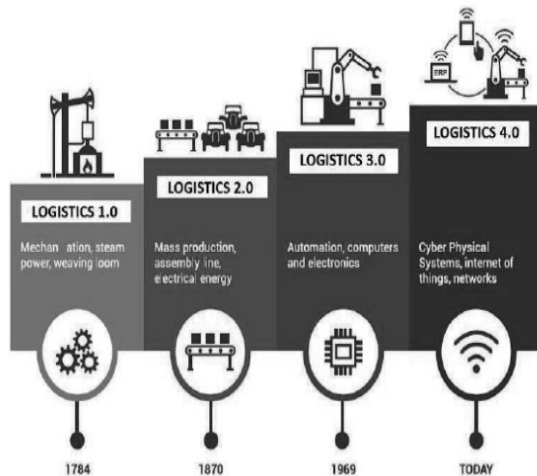 ERP
LOGISTICS 1.0
Mechan ation, steam
power, weaving loom
LOGISTICS 2.0
Mass production,
assembly line,
electrical energy
LOGISTICS 3.0
Automation, computers
and electronics
LOGISTICS 4.0
Cyber Physical
Systems, internet of
things, networks
1784
1870
1969
TODAY